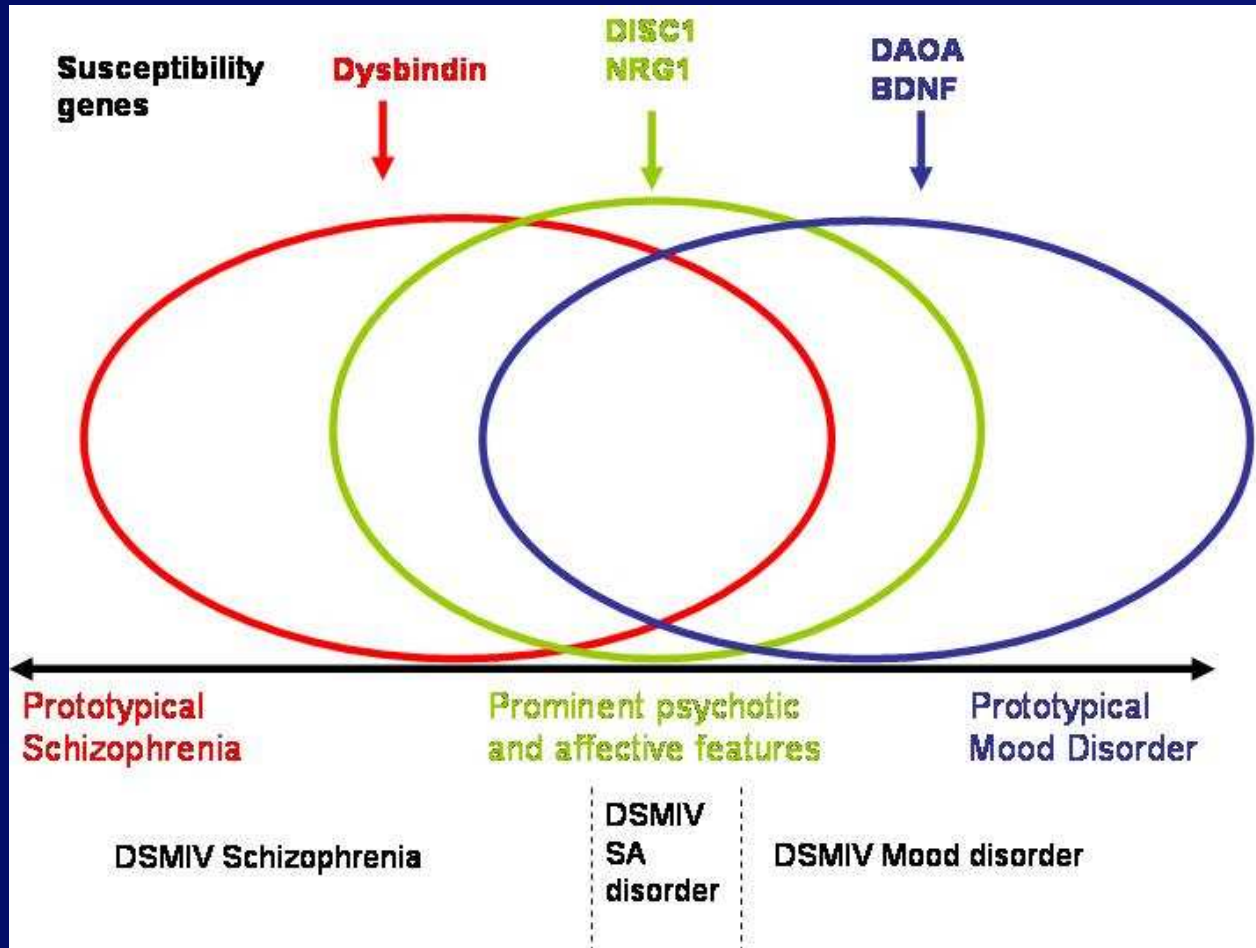 Susceptibility
genes
Dysbindin
DISC1
NRG1
DAOA
BDNF
Prototypical
Schizophrenia
Prominent psychotic
and affective features
Prototypical
Mood Disorder
DSMIV Schizophrenia
DSMIV
SA
disorder
DSMIV Mood disorder